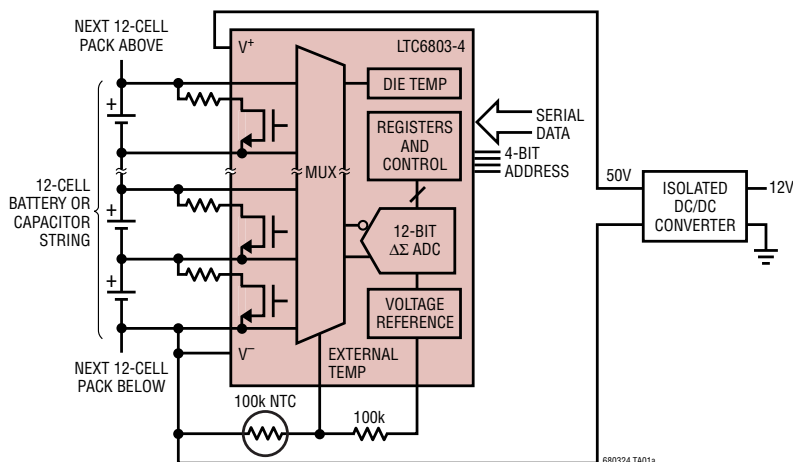 NEXT 12-CELL
PACK ABOVE
V+
LTC6803-4
DIE TEMP
REGISTERS
AND
CONTROL
SERIAL
DATA
4-BIT
ADDRESS
MUX
12-CELL
BATTERY OR
CAPACITOR
STRING
+
+
+
12-BIT
ΔΣ ADC
50V
ISOLATED
DC/DC
CONVERTER
12V
VOLTAGE
REFERENCE
V−
EXTERNAL
TEMP
NEXT 12-CELL
PACK BELOW
100k NTC
100k
680324 TA01a